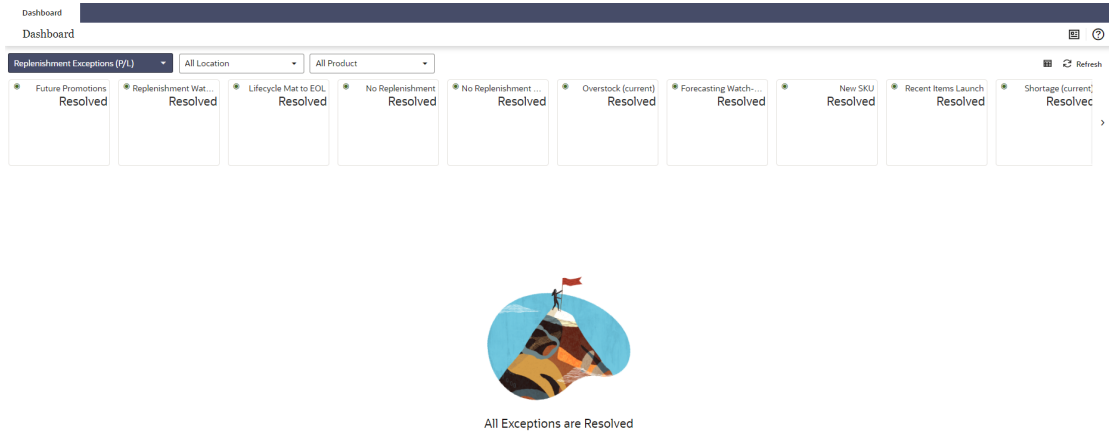 Dashboard
Dashboard
Replenishment Exceptions (P/L) All Location All Product Refresh
Future Promotions
Resolved
Replenishment Wat...
Resolved
Lifecycle Mat to EOL
Resolved
No Replenishment
Resolved
No Replenishment ...
Resolved
Overstock (current)
Resolved
Forecasting Watch-...
Resolved
New SKU
Resolved
Recent Items Launch
Resolved
Shortage (current)
Resolved
All Exceptions are Resolved